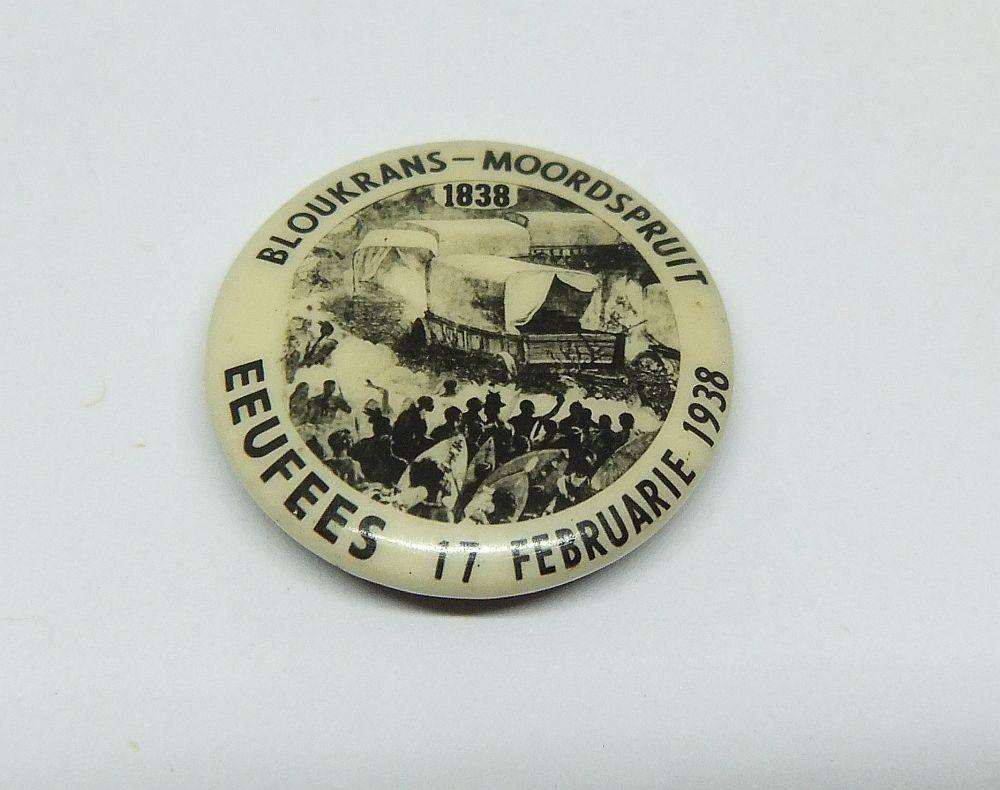 BLOUKRANS – MOORDSPRUIT
1838
EEUFEES 17 FEBRUARIE 1938